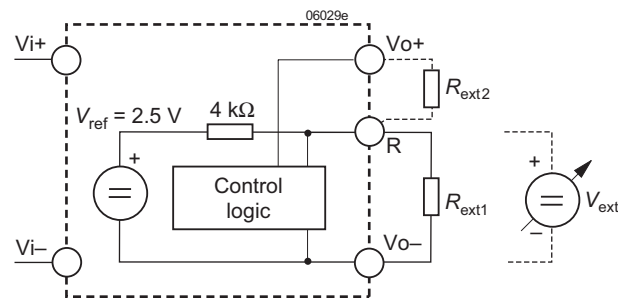 06029e
Vi+
Vo+
Rext2
Vref = 2.5 V
4 kΩ
R
+
Control
logic
Rext1
+
Vext
–
Vi–
Vo–